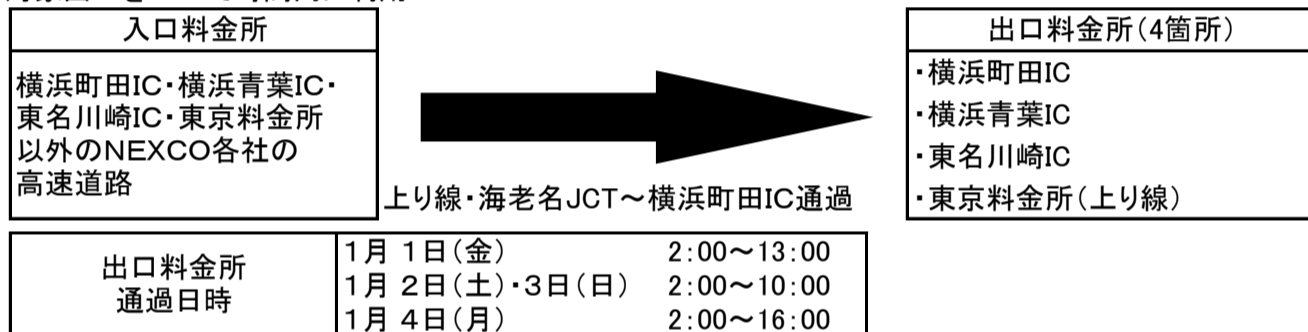 入口料金所
横浜町田IC・横浜青葉IC・
東名川崎IC・東京料金所
以外のNEXCO各社の
高速道路
上り線・海老名JCT～横浜町田IC通過
出口料金所（4箇所）
・横浜町田IC
・横浜青葉IC
・東名川崎IC
・東京料金所（上り線）
出口料金所
通過日時
１月 １日（金） 2:00～13:00
１月 ２日（土）・３日（日） 2:00～10:00
１月 ４日（月） 2:00～16:00